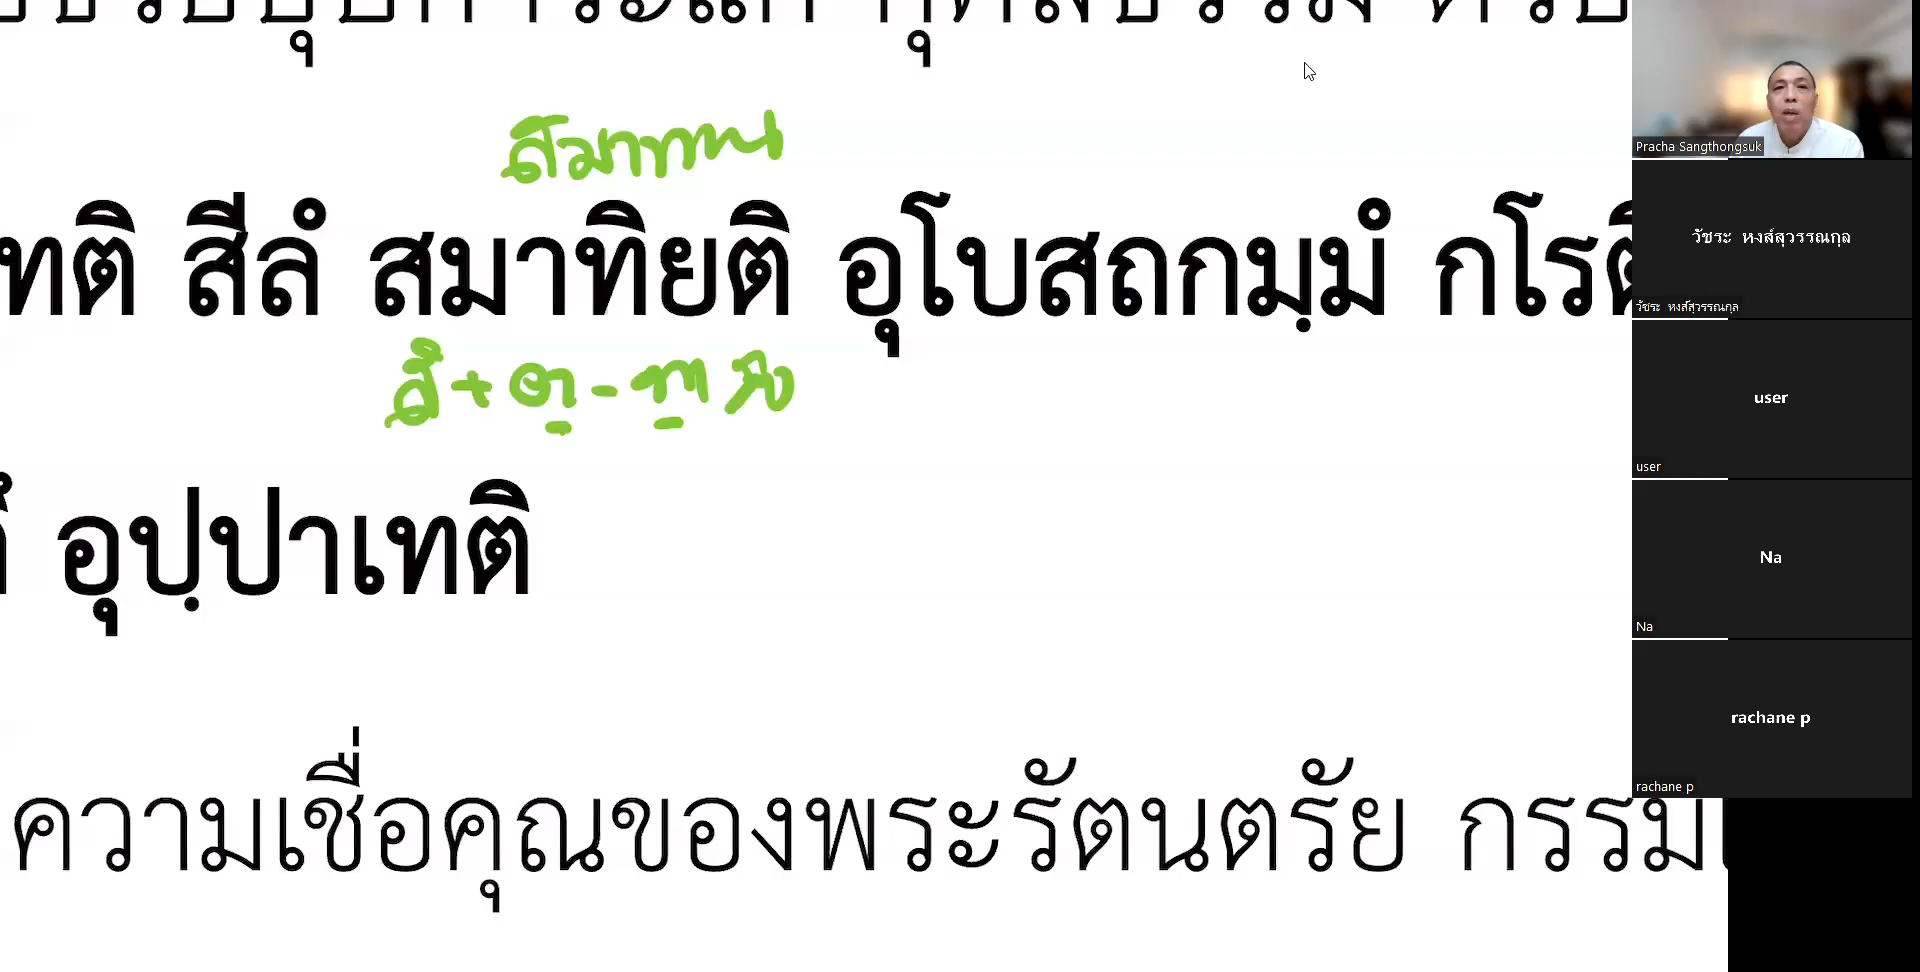 สมาทาน
ทติ สีลํ สมาทิยติ อุโบสถกมฺมํ กโรติ
สํ + อา -
อุปฺปาเทติ
ความเชื่อคุณของพระรัตนตรัย กรรม
Pracha Sangthongsuk
วัชระ หงส์สุวรรณกุล
วัชระ หงส์สุวรรณกุล
user
user
Na
Na
rachane p
rachane p